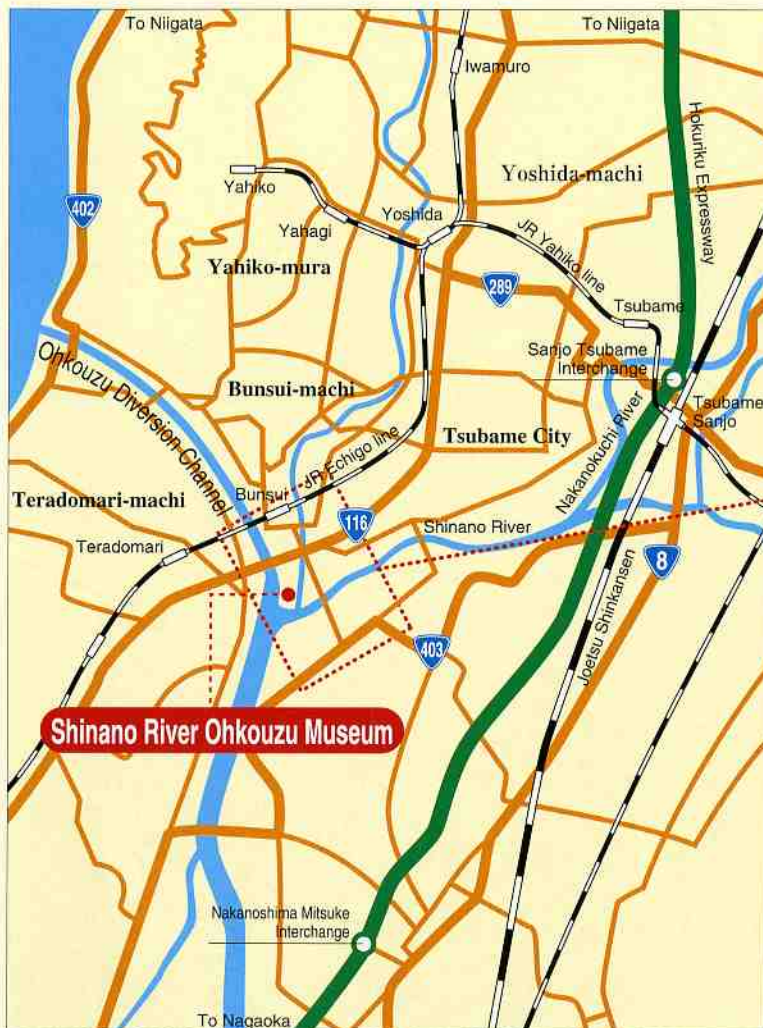 To Niigata
To Niigata
Iwamuro
Hokuriku Expressway
Yoshida-machi
Yahiko
402
Yahagi
Yoshida
JR Yahiko line
Yahiko-mura
289
Tsubame
Sanjo Tsubame
Interchange
Ohkouzu Diversion Channel
Bunsui-machi
Nakanokuchi River
Tsubame
Sanjo
Tsubame City
JR Echigo line
Teradomari-machi
Bunsui
116
Shinano River
Teradomari
8
Joetsu Shinkansen
403
Shinano River Ohkouzu Museum
Nakanoshima Mitsuke
Interchange
To Nagaoka